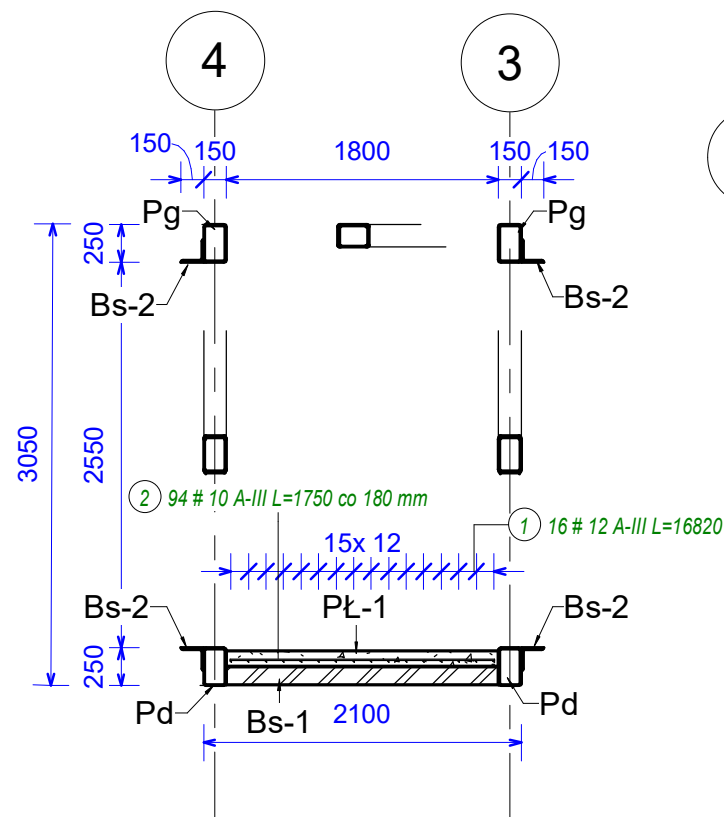 4
3
150
150
1800
150
150
Pg
Pg
250
Bs-2
Bs-2
3050
2550
2 94 # 10 A-III L=1750 co 180 mm
1 16 # 12 A-III L=16820
15x 12
Bs-2
PŁ-1
Bs-2
250
Pd
Bs-1
Pd
2100